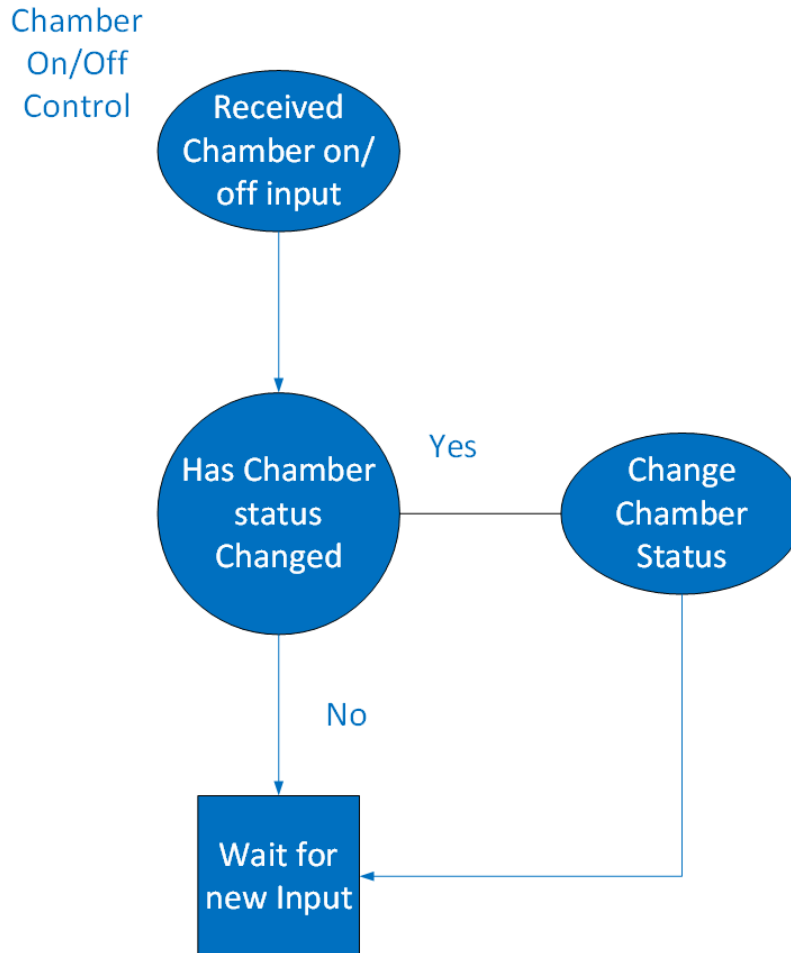 Chamber
On/Off
Control
Received
Chamber on/
off input
Has Chamber
status
Changed
Yes
Change
Chamber
Status
No
Wait for
new Input